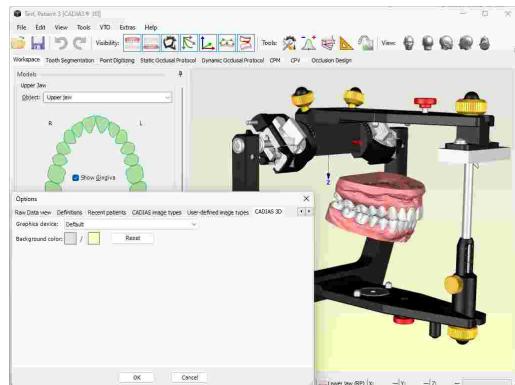 Test, Patient 3 [CADIAS® 3D]
File Edit View Tools VTO Extras Help
Visibility: Tools: View:
Workspace Tooth Segmentation Point Digitizing Static Occlusal Protocol Dynamic Occlusal Protocol CPM CPV Occlusion Design
Models
Upper Jaw
Object: Upper Jaw
R L
Show Gingiva
Z
Options
Raw Data view Definitions Recent patients CADIAS image types User-defined image types CADIAS 3D
Graphics device: Default
Background color: / Reset
OK Cancel
Lower Jaw (RP) X: — Y: — Z: —